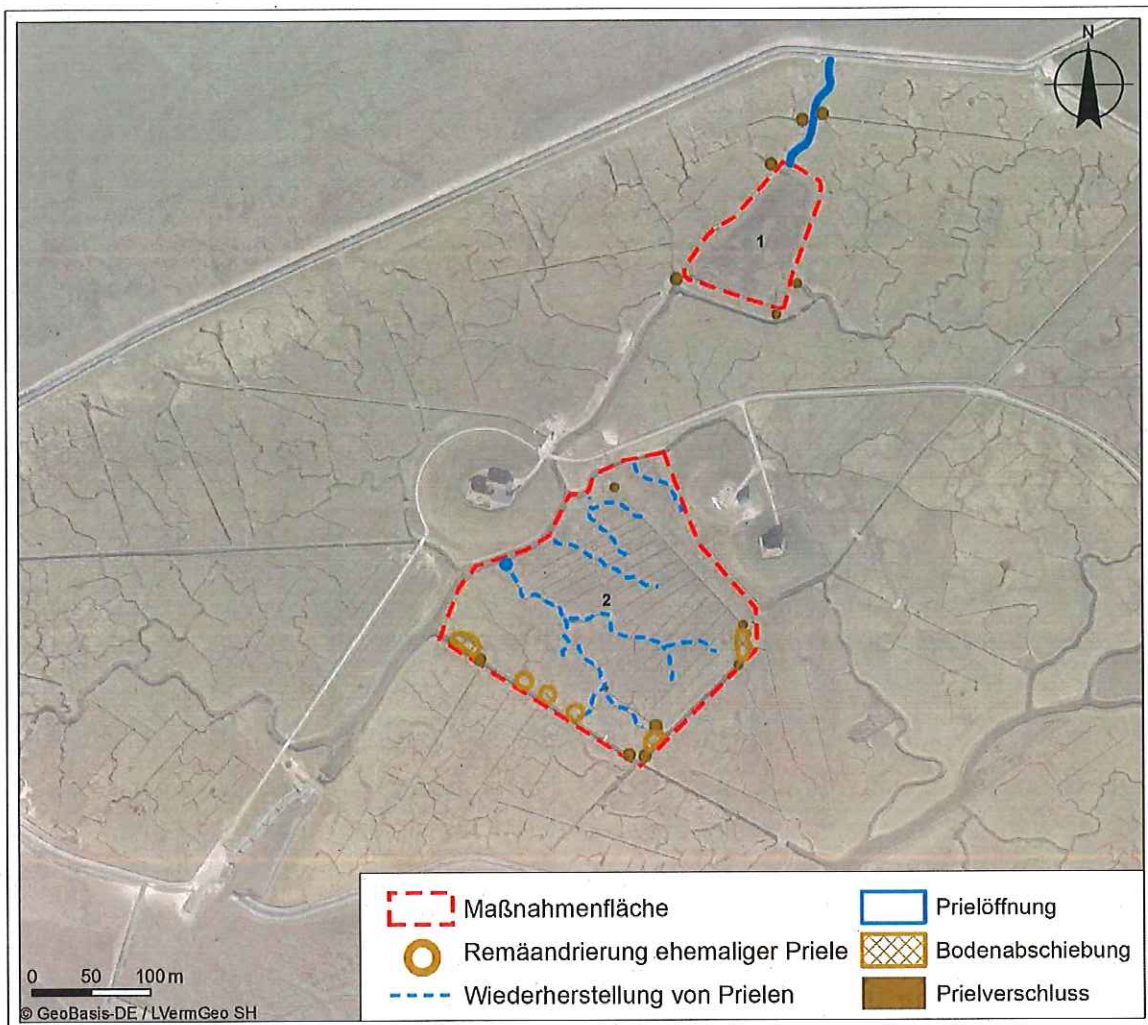 N
1
2
Maßnahmenfläche
Remäandrierung ehemaliger Priele
Wiederherstellung von Prielen
Prielöffnung
Bodenabschiebung
Prielverschluss
0 50 100 m
© GeoBasis-DE / LVermGeo SH